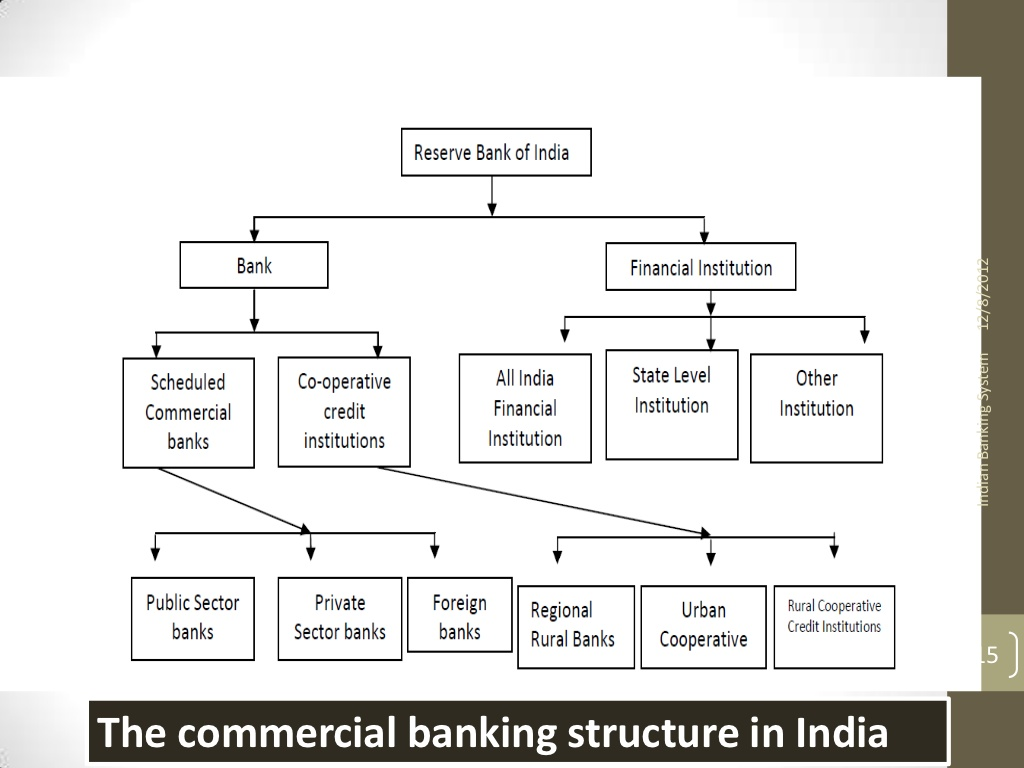 Reserve Bank of India
Bank
Financial Institution
Scheduled
Commercial
banks
Co-operative
credit
institutions
All India
Financial
Institution
State Level
Institution
Other
Institution
Public Sector
banks
Private
Sector banks
Foreign
banks
Regional
Rural Banks
Urban
Cooperative
Rural Cooperative
Credit Institutions
Indian Banking System
12/8/2012
15
The commercial banking structure in India